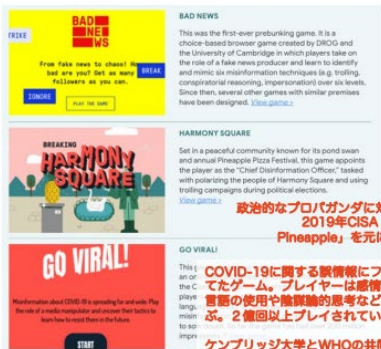 BAD
NE
WS
TRIKE
From fake news to chaos! How
bad are you? Get as many
followers as you can.
BREAK
IGNORE
PLAY THE GAME
BAD NEWS
This was the first-ever prebunking game. It is a
choice-based browser game created by DROG and
the University of Cambridge in which players take on
the role of a fake news producer and learn to identify
and mimic six misinformation techniques (e.g. trolling,
conspiratorial reasoning, impersonation) over six levels.
Since then, several other games with similar premises
have been designed. View game >
BREAKING
HARMONY
SQUARE
HARMONY SQUARE
Set in a peaceful community known for its pond swan
and annual Pineapple Pizza Festival, this game appoints
the player as the "Chief Disinformation Officer," tasked
with polarizing the people of Harmony Square and using
trolling campaigns during political elections.
View game >
政治的なプロパガンダに対
2019年CISA
Pineapple」を元に
GO VIRAL!
Misinformation about COVID-19 is spreading far and wide. Play
the role of a media manipulator and uncover their tactics to
learn how to resist them in the future.
START
GO VIRAL!
COVID-19に関する誤情報にフ
てたゲーム。プレイヤーは感情
言語の使用や陰謀論的思考など
ぶ。２億回以上プレイされてい
ケンブリッジ大学とWHOの共同